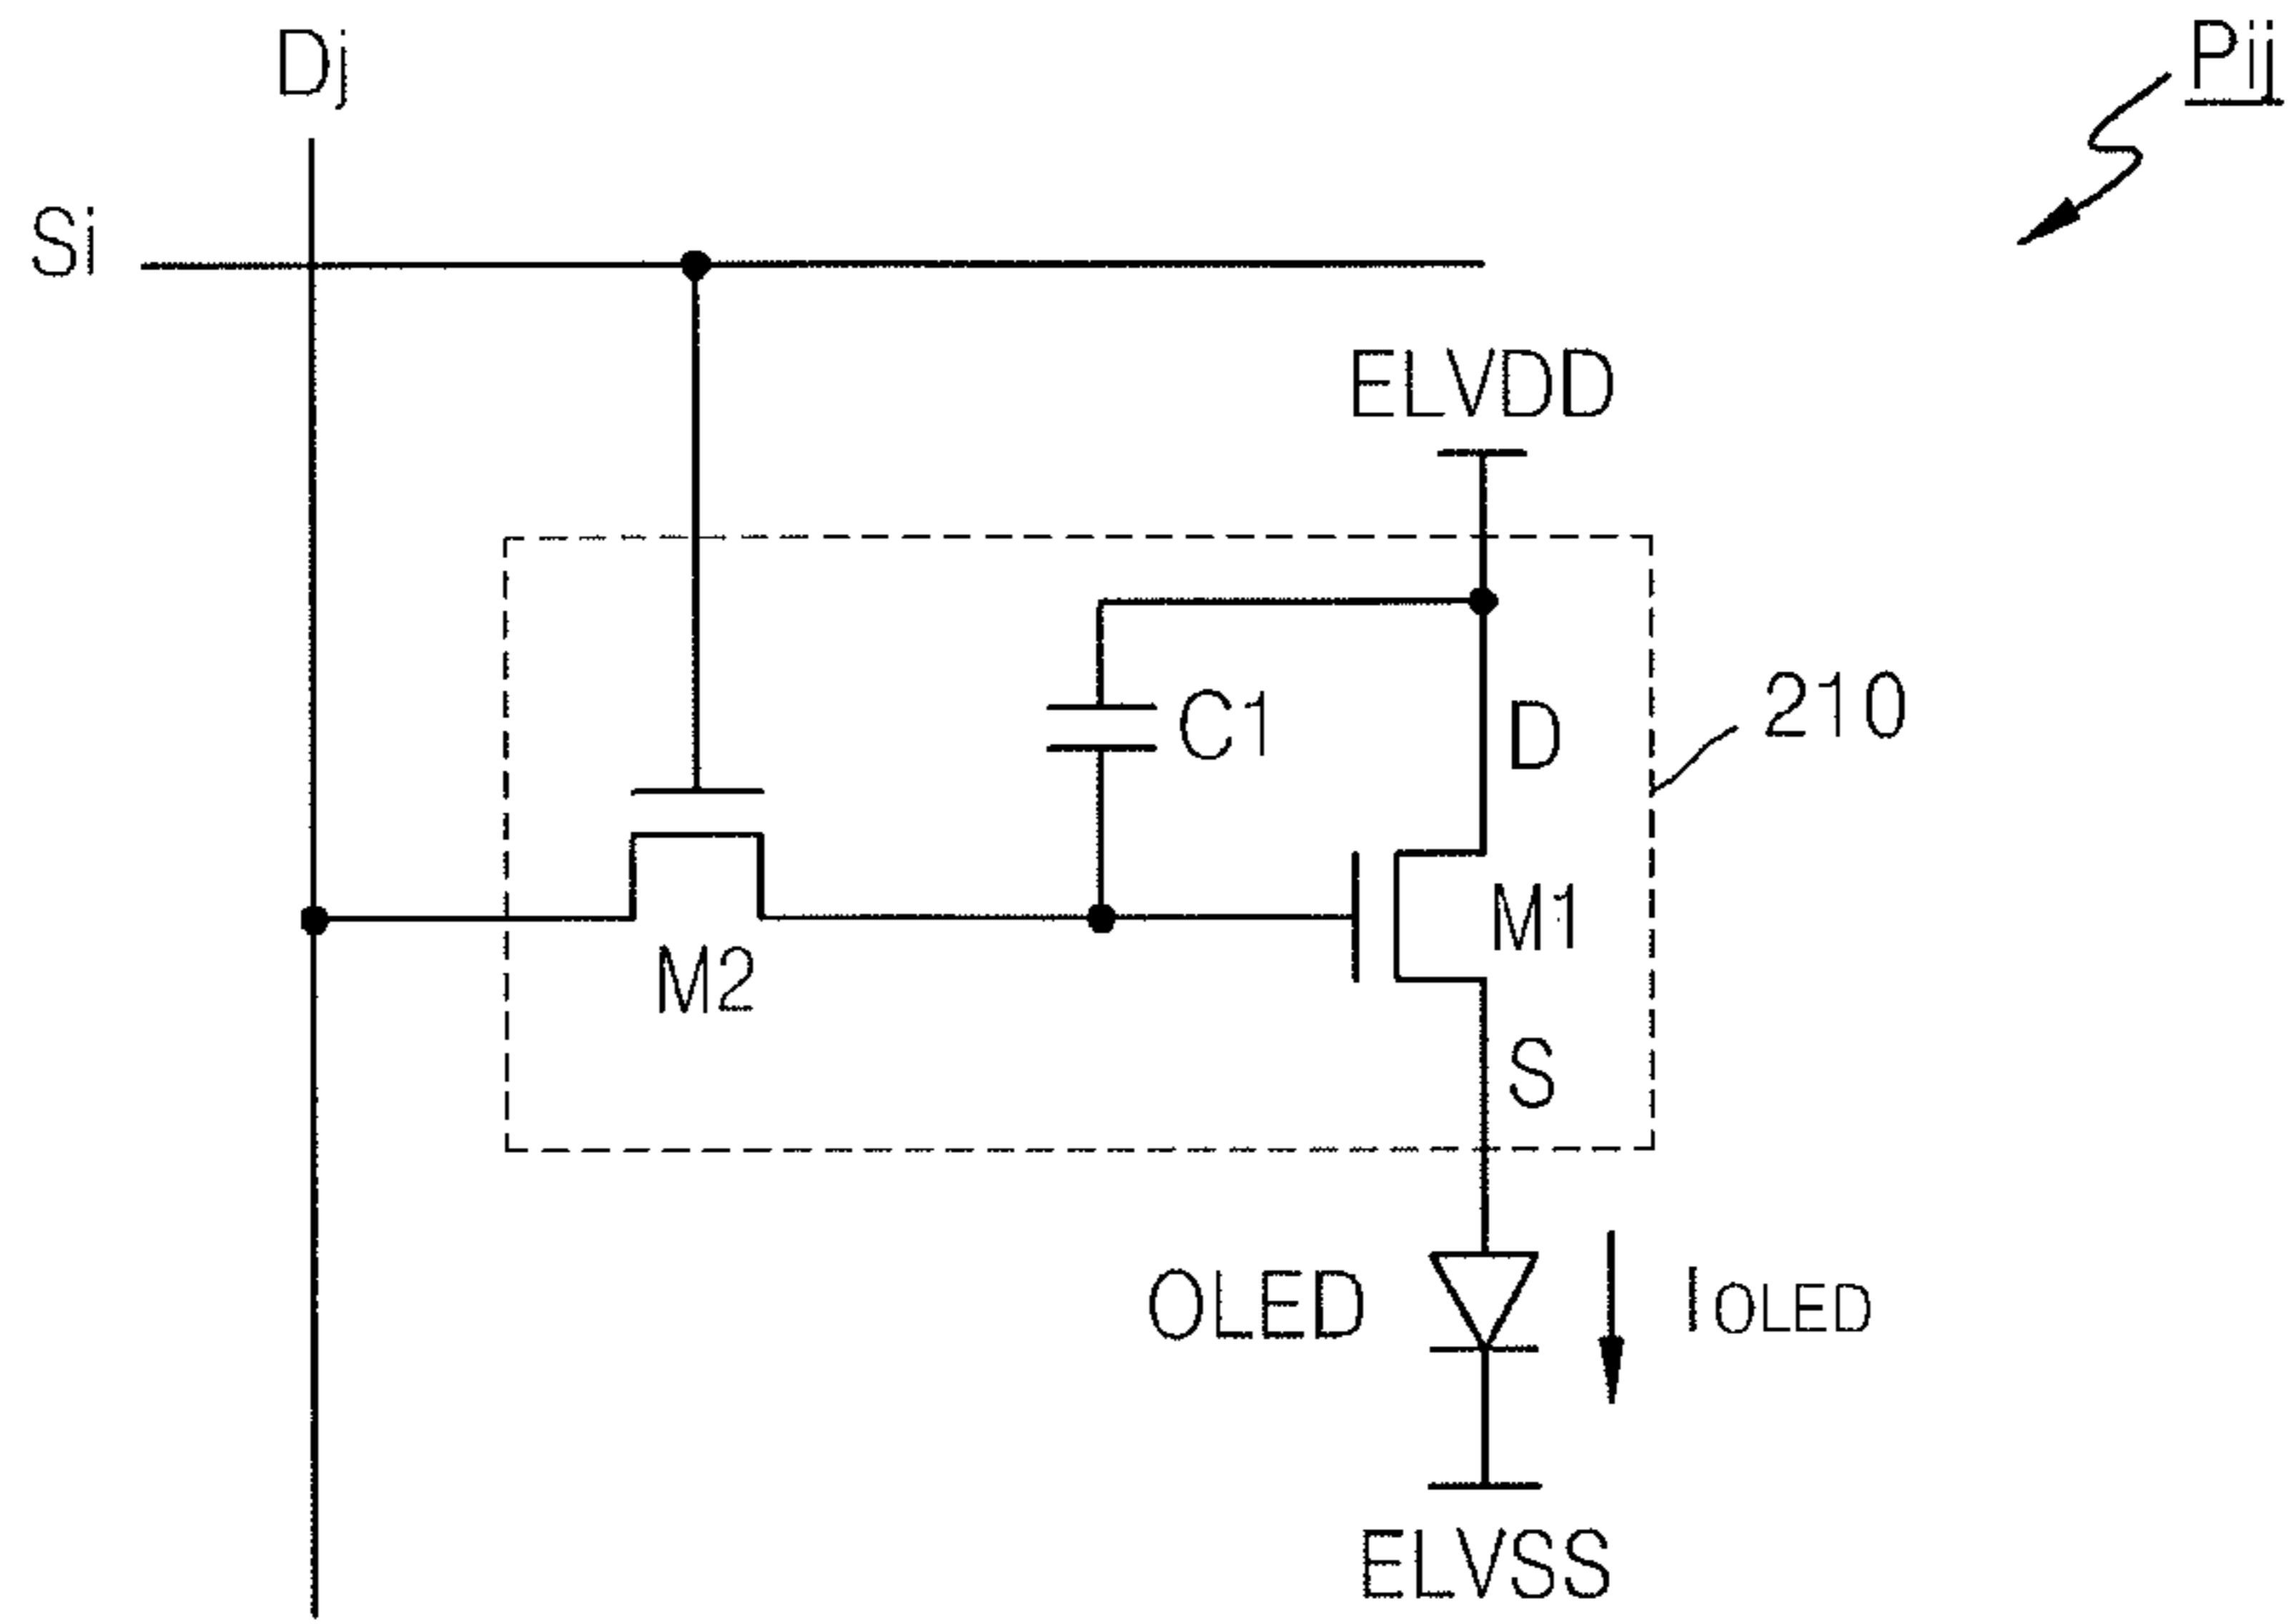 Dj
Pij
Si
ELVDD
210
C1
D
M1
M2
S
OLED
IOLED
ELVSS